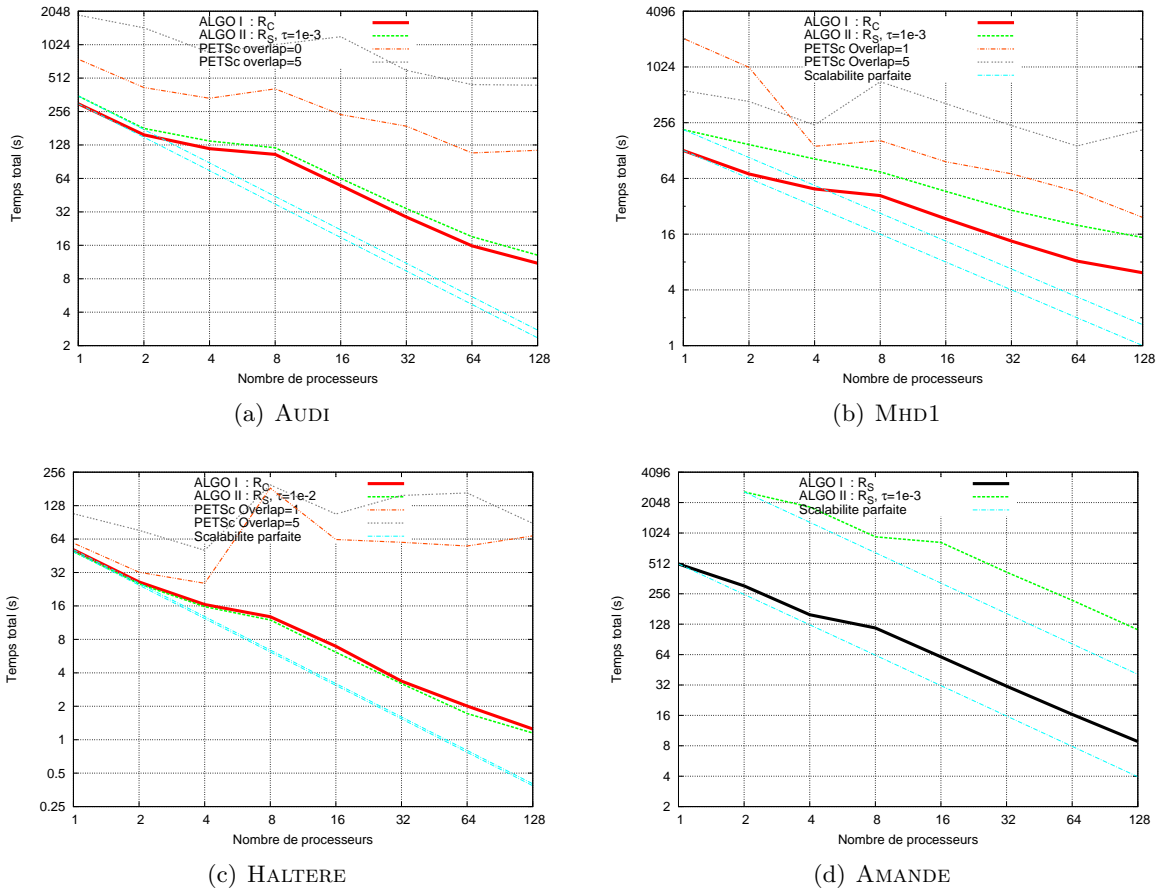 2048
1024
512
256
128
64
32
16
8
4
2
Temps total (s)
ALGO I : R_C
ALGO II : R_S, τ=1e-3
PETSc Overlap=0
PETSc overlap=5
1 2 4 8 16 32 64 128
Nombre de processeurs
(a) AUDI
4096
1024
256
64
16
4
1
Temps total (s)
ALGO I : R_C
ALGO II : R_S, τ=1e-3
PETSc Overlap=1
PETSc overlap=5
Scalabilite parfaite
1 2 4 8 16 32 64 128
Nombre de processeurs
(b) MHD1
256
128
64
32
16
8
4
2
1
0.5
0.25
Temps total (s)
ALGO I : R_C
ALGO II : R_S, τ=1e-2
PETSc Overlap=1
PETSc Overlap=5
Scalabilite parfaite
1 2 4 8 16 32 64 128
Nombre de processeurs
(c) HALTERE
4096
2048
1024
512
256
128
64
32
16
8
4
2
Temps total (s)
ALGO I : R_S
ALGO II : R_S, τ=1e-3
Scalabilite parfaite
1 2 4 8 16 32 64 128
Nombre de processeurs
(d) AMANDE